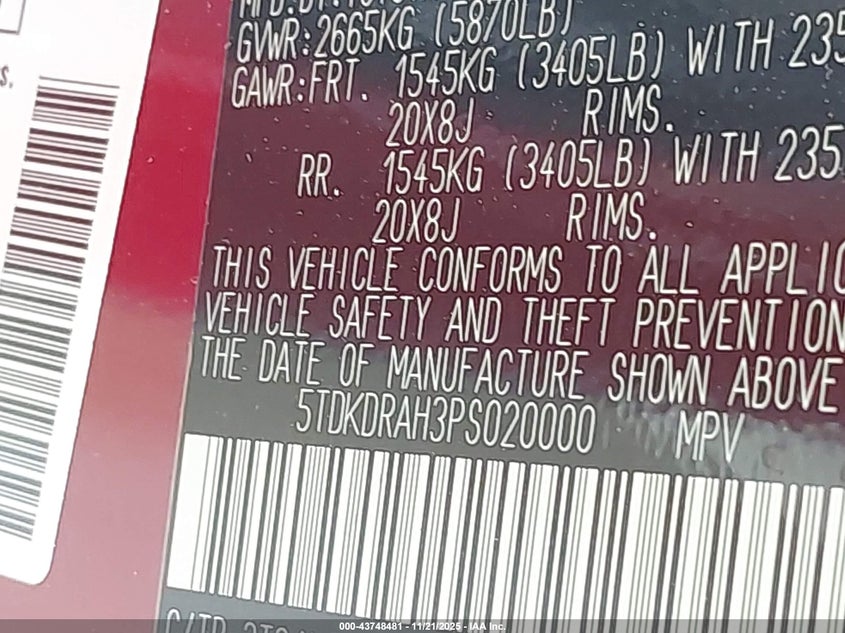 GVWR:2665KG (5870LB)
GAWR:FRT. 1545KG (3405LB) WITH 235
20X8J RIMS.
RR. 1545KG (3405LB) WITH 235
20X8J RIMS.
THIS VEHICLE CONFORMS TO ALL APPLIC
VEHICLE SAFETY AND THEFT PREVENTION
THE DATE OF MANUFACTURE SHOWN ABOVE
5TDKDRAH3PS020000 MPV
000-43748481 - 11/21/2025 - IAA Inc.